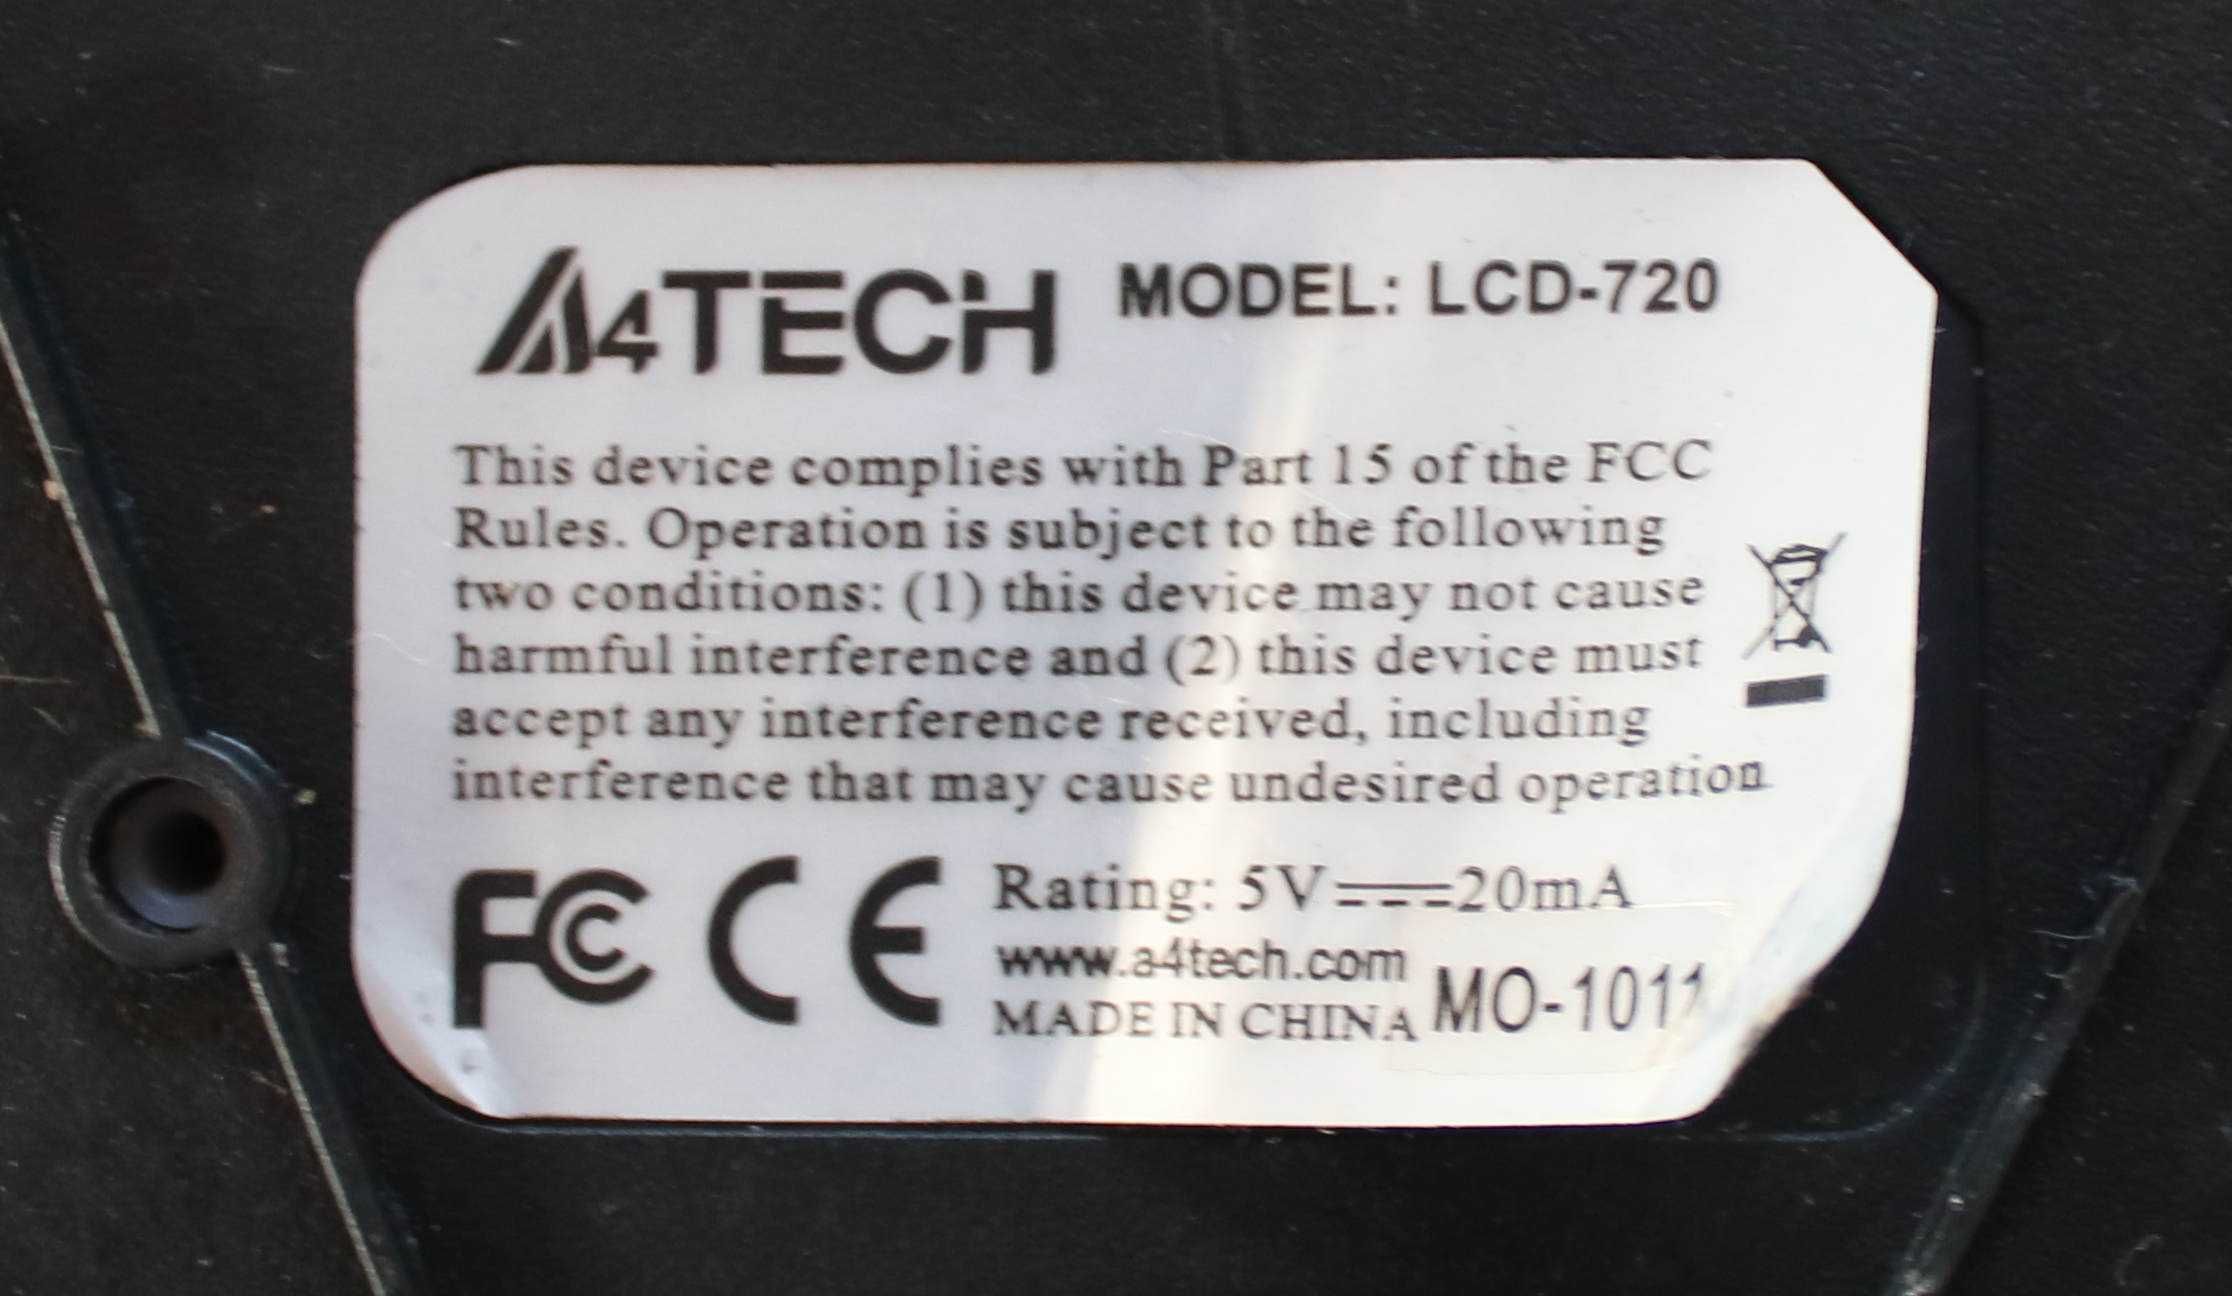 A4TECH MODEL: LCD-720
This device complies with Part 15 of the FCC
Rules. Operation is subject to the following
two conditions: (1) this device may not cause
harmful interference and (2) this device must
accept any interference received, including
interference that may cause undesired operation
FC CE Rating: 5V⎓20mA
www.a4tech.com
MADE IN CHINA MO-1011